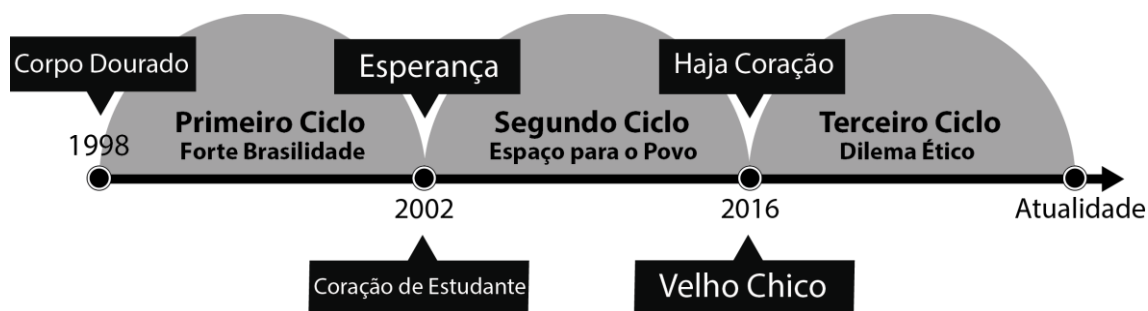 Corpo Dourado
Esperança
Haja Coração
Primeiro Ciclo
Forte Brasilidade
Segundo Ciclo
Espaço para o Povo
Terceiro Ciclo
Dilema Ético
1998
2002
2016
Atualidade
Coração de Estudante
Velho Chico